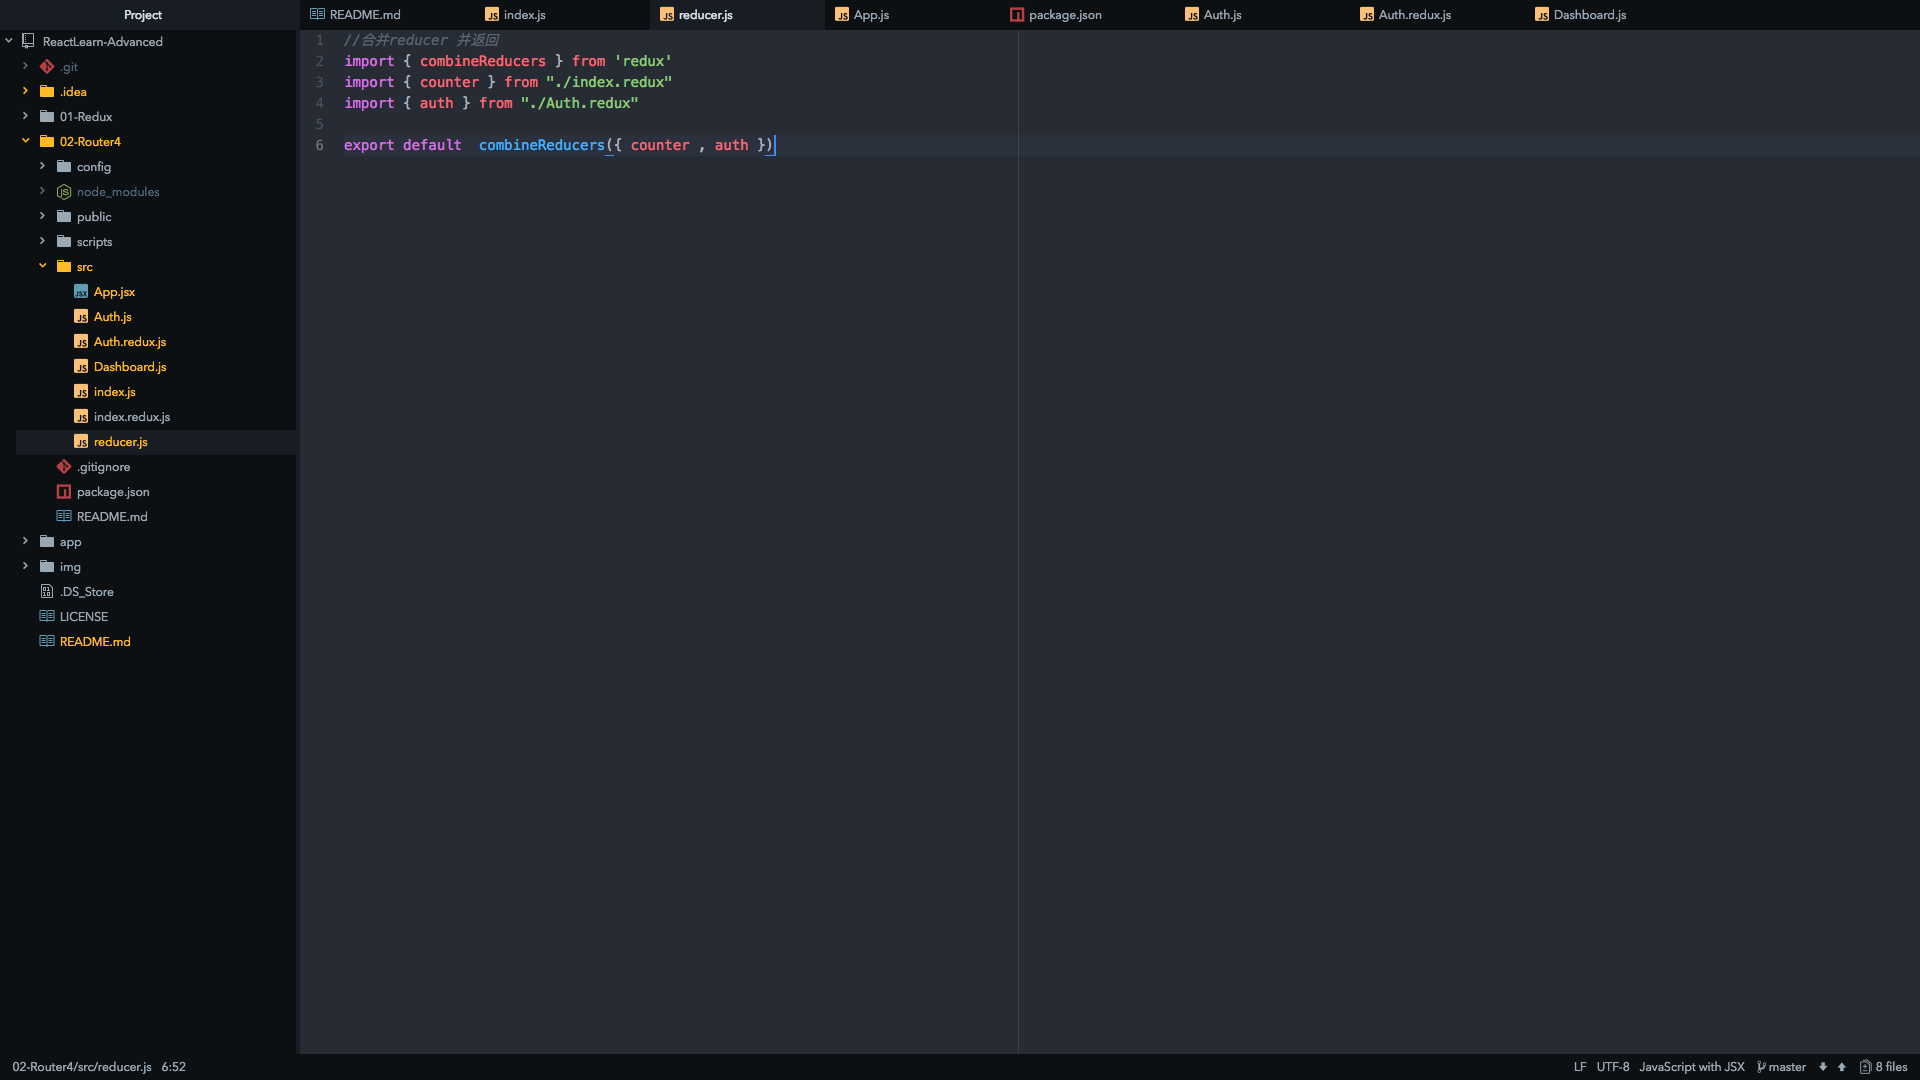 Project
README.md
index.js
reducer.js
App.js
package.json
Auth.js
Auth.redux.js
Dashboard.js
ReactLearn-Advanced
.git
.idea
01-Redux
02-Router4
config
node_modules
public
scripts
src
App.jsx
Auth.js
Auth.redux.js
Dashboard.js
index.js
index.redux.js
reducer.js
.gitignore
package.json
README.md
app
img
.DS_Store
LICENSE
README.md
1 //合并reducer 并返回
2 import { combineReducers } from 'redux'
3 import { counter } from "./index.redux"
4 import { auth } from "./Auth.redux"
5
6 export default  combineReducers({ counter , auth })
02-Router4/src/reducer.js 6:52
LF UTF-8 JavaScript with JSX master 8 files